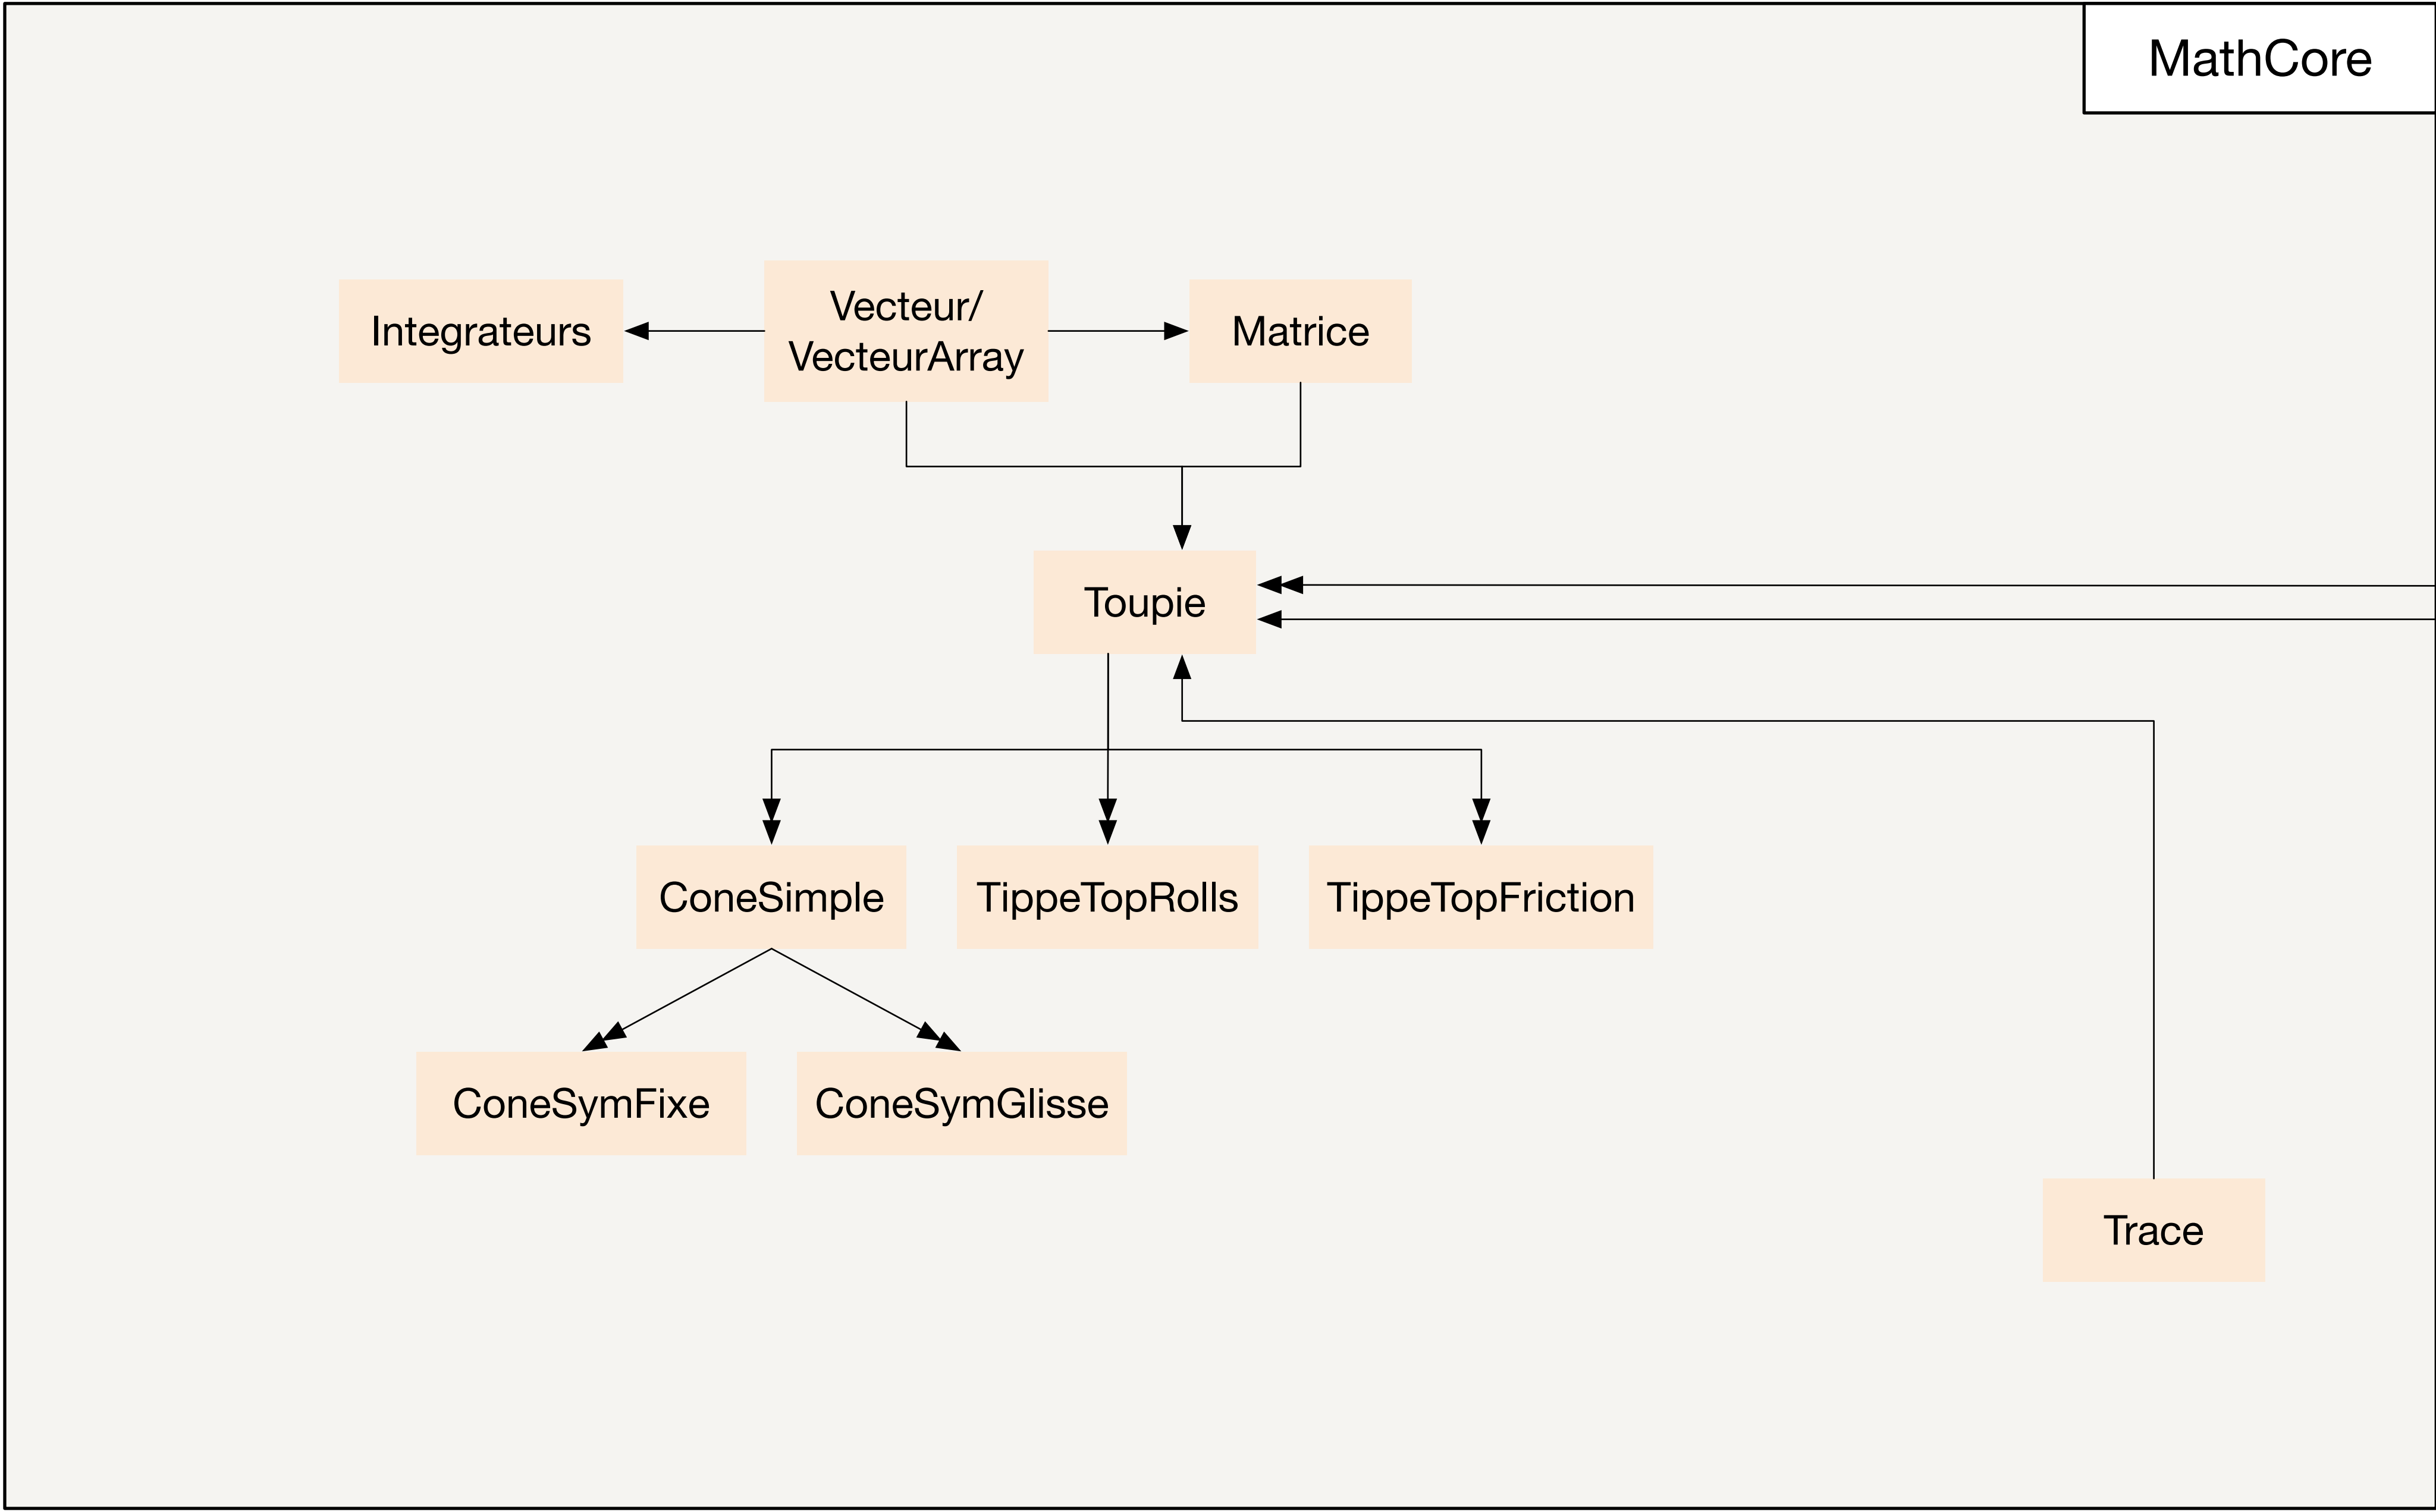 MathCore
Integrateurs
Vecteur/
VecteurArray
Matrice
Toupie
ConeSimple
TippeTopRolls
TippeTopFriction
ConeSymFixe
ConeSymGlisse
Trace